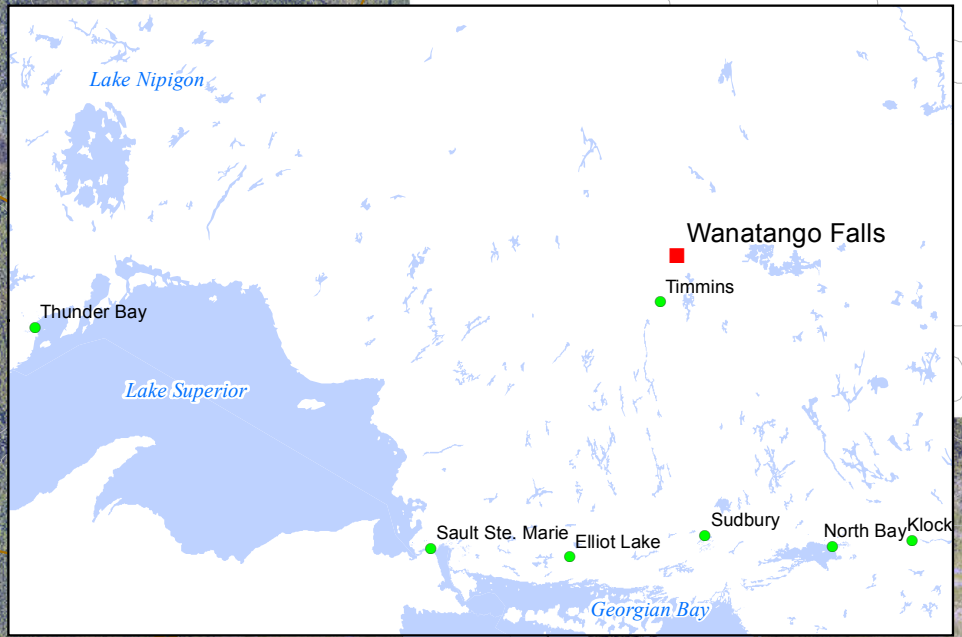 Lake Nipigon
Wanatango Falls
Timmins
Thunder Bay
Lake Superior
Sudbury
Sault Ste. Marie
Elliot Lake
North Bay
Klock
Georgian Bay